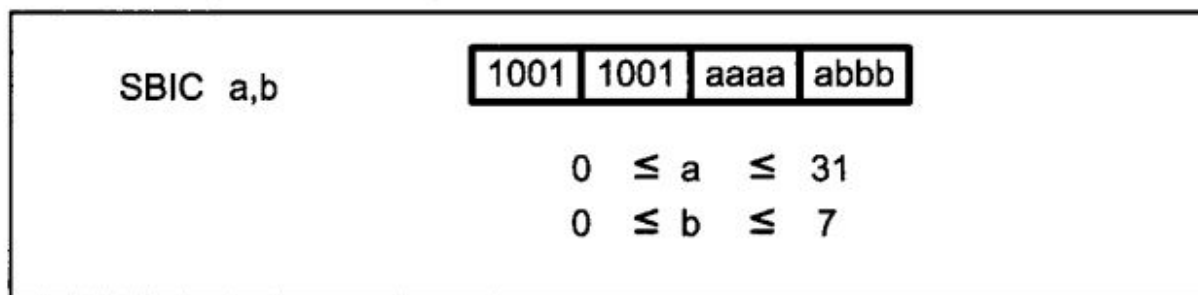 SBIC a,b 1001 1001 aaaa abbb
0 ≤ a ≤ 31
0 ≤ b ≤ 7